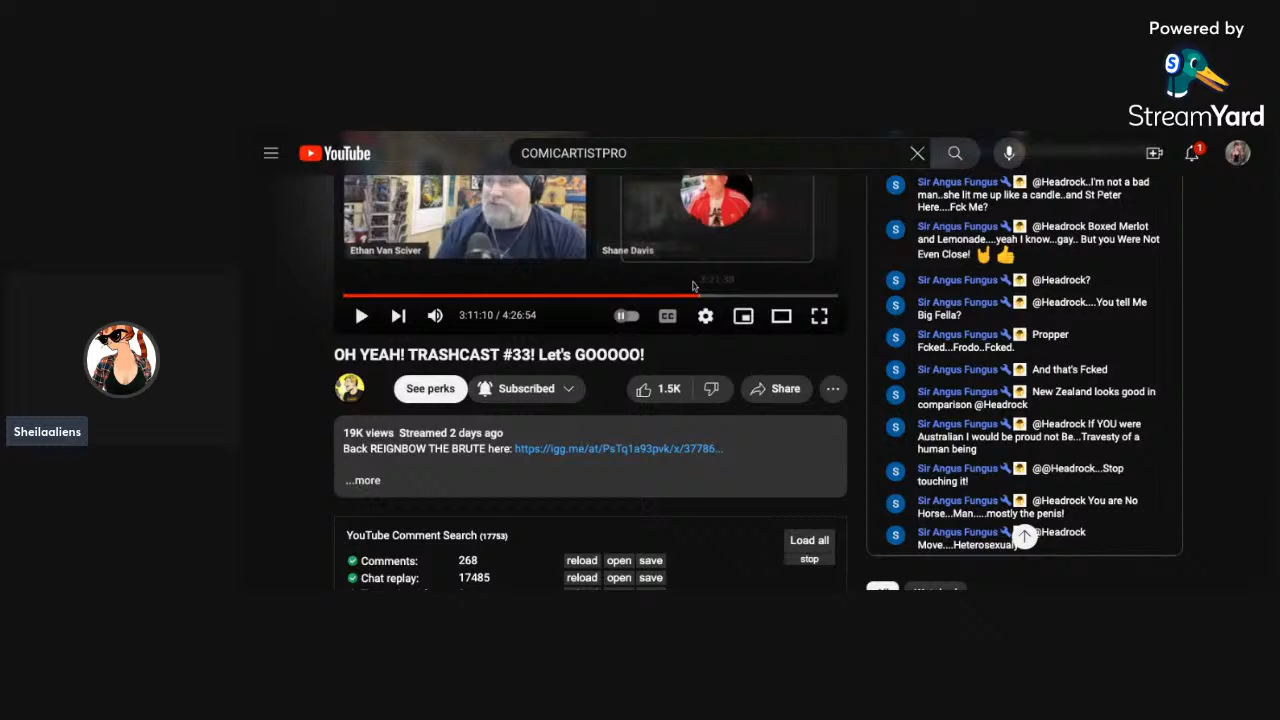 Powered by
StreamYard
YouTube
COMICARTISTPRO
1
Ethan Van Sciver
Shane Davis
3:21:39
3:11:10 / 4:26:54
CC
OH YEAH! TRASHCAST #33! Let's GOOOOO!
See perks
Subscribed
1.5K
Share
19K views Streamed 2 days ago
Back REIGNBOW THE BRUTE here: https://igg.me/at/PsTq1a93pvk/x/37786...
...more
YouTube Comment Search (17753)
Load all
stop
Comments: 268 reload open save
Chat replay: 17485 reload open save
Sheilaaliens
S Sir Angus Fungus @Headrock..I'm not a bad
man..she lit me up like a candle..and St Peter
Here....Fck Me?
S Sir Angus Fungus @Headrock Boxed Merlot
and Lemonade....yeah I know...gay.. But you Were Not
Even Close!
S Sir Angus Fungus @Headrock?
S Sir Angus Fungus @Headrock....You tell Me
Big Fella?
S Sir Angus Fungus Propper
Fcked...Frodo..Fcked.
S Sir Angus Fungus And that's Fcked
S Sir Angus Fungus New Zealand looks good in
comparison @Headrock
S Sir Angus Fungus @Headrock If YOU were
Australian I would be proud not Be...Travesty of a
human being
S Sir Angus Fungus @@Headrock...Stop
touching it!
S Sir Angus Fungus @Headrock You are No
Horse...Man.....mostly the penis!
S Sir Angus Fungus @Headrock
Move....